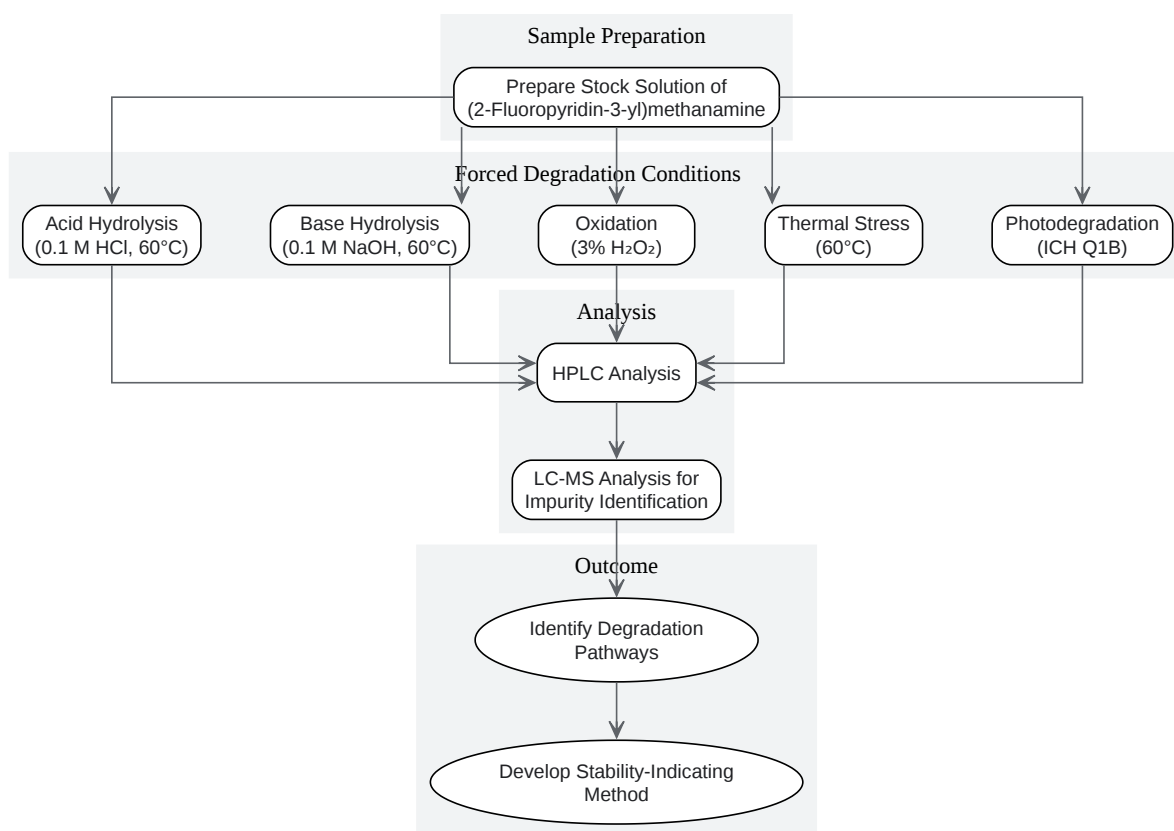 Sample Preparation
Prepare Stock Solution of
(2-Fluoropyridin-3-yl)methanamine
Forced Degradation Conditions
Acid Hydrolysis
(0.1 M HCl, 60°C)
Base Hydrolysis
(0.1 M NaOH, 60°C)
Oxidation
(3% H₂O₂)
Thermal Stress
(60°C)
Photodegradation
(ICH Q1B)
Analysis
HPLC Analysis
LC-MS Analysis for
Impurity Identification
Outcome
Identify Degradation
Pathways
Develop Stability-Indicating
Method